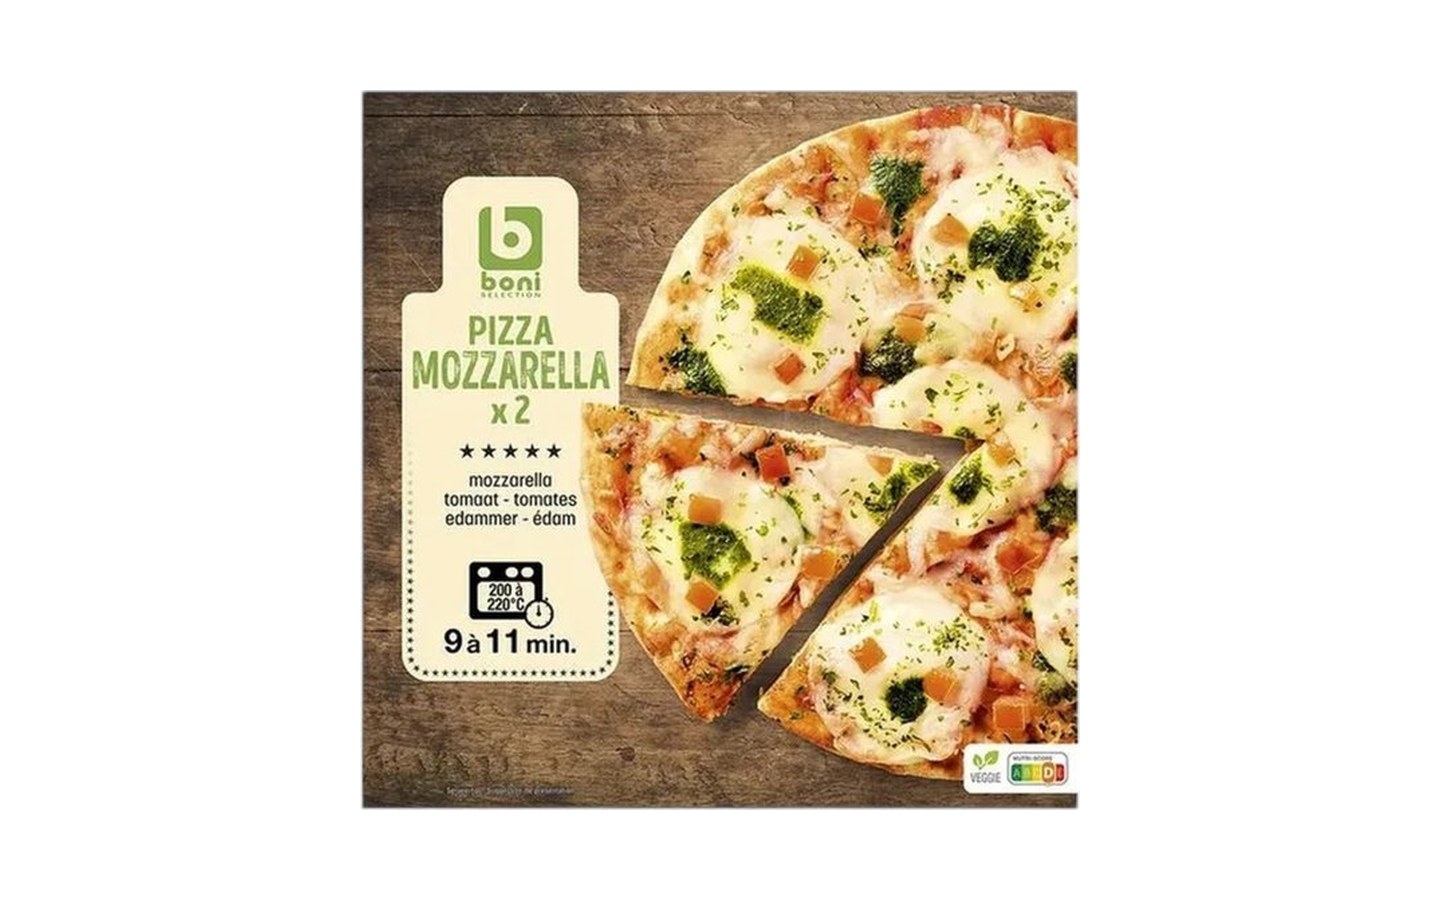 b
boni
SELECTION
PIZZA
MOZZARELLA
x 2
mozzarella
tomaat - tomates
edammer - édam
200 à
220°C
9 à 11 min.
VEGGIE
NUTRI-SCORE
A B C D E